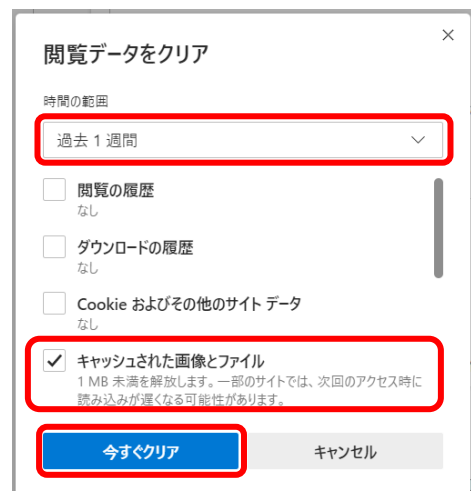 閲覧データをクリア
時間の範囲
過去 1 週間
閲覧の履歴
なし
ダウンロードの履歴
なし
Cookie およびその他のサイト データ
なし
キャッシュされた画像とファイル
1 MB 未満を解放します。一部のサイトでは、次回のアクセス時に
読み込みが遅くなる可能性があります。
今すぐクリア
キャンセル